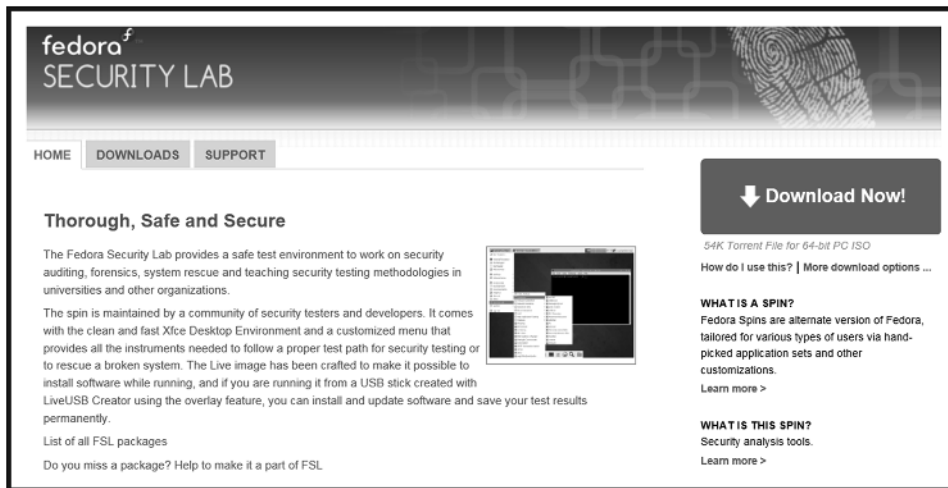 fedora f
SECURITY LAB
HOME
DOWNLOADS
SUPPORT
Thorough, Safe and Secure
The Fedora Security Lab provides a safe test environment to work on security
auditing, forensics, system rescue and teaching security testing methodologies in
universities and other organizations.
The spin is maintained by a community of security testers and developers. It comes
with the clean and fast Xfce Desktop Environment and a customized menu that
provides all the instruments needed to follow a proper test path for security testing or
to rescue a broken system. The Live image has been crafted to make it possible to
install software while running, and if you are running it from a USB stick created with
LiveUSB Creator using the overlay feature, you can install and update software and save your test results
permanently.
List of all FSL packages
Do you miss a package? Help to make it a part of FSL
Download Now!
54K Torrent File for 64-bit PC ISO
How do I use this? | More download options ...
WHAT IS A SPIN?
Fedora Spins are alternate version of Fedora,
tailored for various types of users via hand-
picked application sets and other
customizations.
Learn more >
WHAT IS THIS SPIN?
Security analysis tools.
Learn more >